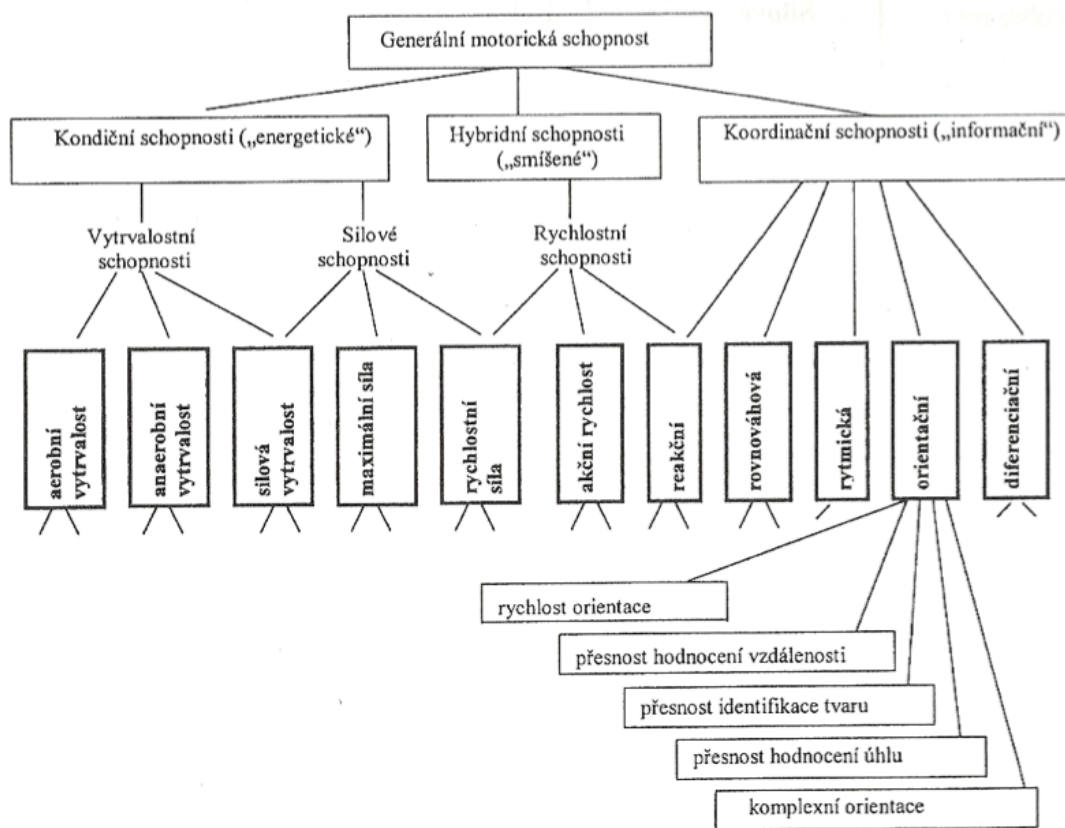 Generální motorická schopnost
Kondiční schopnosti („energetické“)
Hybridní schopnosti
(„smíšené“)
Koordinační schopnosti („informační“)
Vytrvalostní
schopnosti
Silové
schopnosti
Rychlostní
schopnosti
aerobní
vytrvalost
anaerobní
vytrvalost
silová
vytrvalost
maximální síla
rychlostní
síla
akční rychlost
reakční
rovnováhová
rytmická
orientační
diferenciační
rychlost orientace
přesnost hodnocení vzdálenosti
přesnost identifikace tvaru
přesnost hodnocení úhlu
komplexní orientace